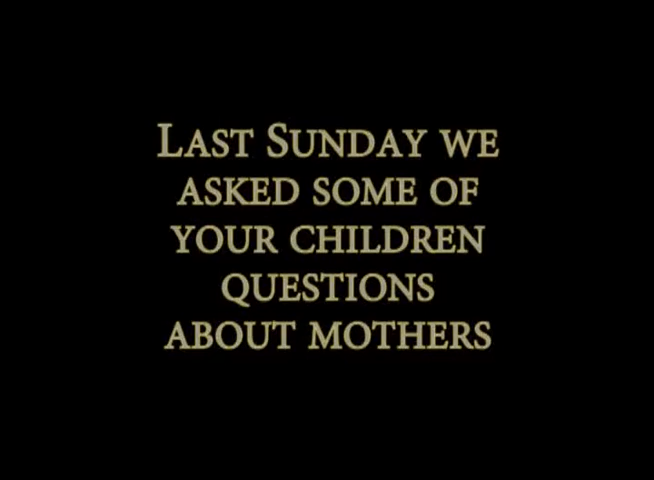 Last Sunday we
asked some of
your children
questions
about mothers